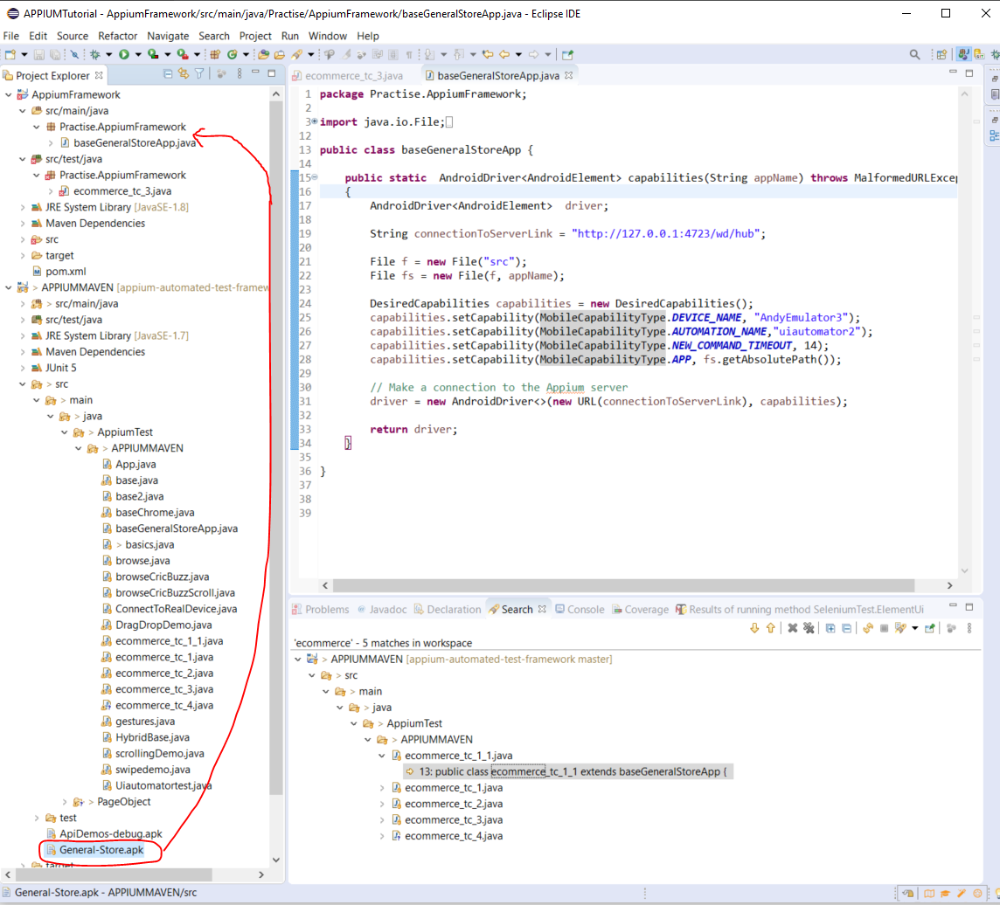 APPIUMTutorial - AppiumFramework/src/main/java/Practise/AppiumFramework/baseGeneralStoreApp.java - Eclipse IDE
File Edit Source Refactor Navigate Search Project Run Window Help
Project Explorer
AppiumFramework
src/main/java
Practise.AppiumFramework
baseGeneralStoreApp.java
src/test/java
Practise.AppiumFramework
ecommerce_tc_3.java
JRE System Library [JavaSE-1.8]
Maven Dependencies
src
target
pom.xml
> APPIUMMAVEN [appium-automated-test-framew
> src/main/java
src/test/java
JRE System Library [JavaSE-1.7]
Maven Dependencies
JUnit 5
> src
> main
> java
> AppiumTest
> APPIUMMAVEN
App.java
base.java
base2.java
baseChrome.java
baseGeneralStoreApp.java
> basics.java
browse.java
browseCricBuzz.java
browseCricBuzzScroll.java
ConnectToRealDevice.java
DragDropDemo.java
ecommerce_tc_1_1.java
ecommerce_tc_1.java
ecommerce_tc_2.java
ecommerce_tc_3.java
ecommerce_tc_4.java
gestures.java
HybridBase.java
scrollingDemo.java
swipedemo.java
Uiautomatortest.java
> PageObject
test
ApiDemos-debug.apk
General-Store.apk
target
ecommerce_tc_3.java baseGeneralStoreApp.java
1 package Practise.AppiumFramework;
2
3 import java.io.File;
12
13 public class baseGeneralStoreApp {
14
15 public static AndroidDriver<AndroidElement> capabilities(String appName) throws MalformedURLExcep
16 {
17 AndroidDriver<AndroidElement> driver;
18
19 String connectionToServerLink = "http://127.0.0.1:4723/wd/hub";
20
21 File f = new File("src");
22 File fs = new File(f, appName);
23
24 DesiredCapabilities capabilities = new DesiredCapabilities();
25 capabilities.setCapability(MobileCapabilityType.DEVICE_NAME, "AndyEmulator3");
26 capabilities.setCapability(MobileCapabilityType.AUTOMATION_NAME,"uiautomator2");
27 capabilities.setCapability(MobileCapabilityType.NEW_COMMAND_TIMEOUT, 14);
28 capabilities.setCapability(MobileCapabilityType.APP, fs.getAbsolutePath());
29
30 // Make a connection to the Appium server
31 driver = new AndroidDriver<>(new URL(connectionToServerLink), capabilities);
32
33 return driver;
34 }
35
36 }
37
38
39
Problems Javadoc Declaration Search Console Coverage Results of running method SeleniumTest.ElementUi
'ecommerce' - 5 matches in workspace
> APPIUMMAVEN [appium-automated-test-framework master]
> src
> main
> java
> AppiumTest
> APPIUMMAVEN
ecommerce_tc_1_1.java
13: public class ecommerce_tc_1_1 extends baseGeneralStoreApp {
ecommerce_tc_1.java
ecommerce_tc_2.java
ecommerce_tc_3.java
ecommerce_tc_4.java
General-Store.apk - APPIUMMAVEN/src